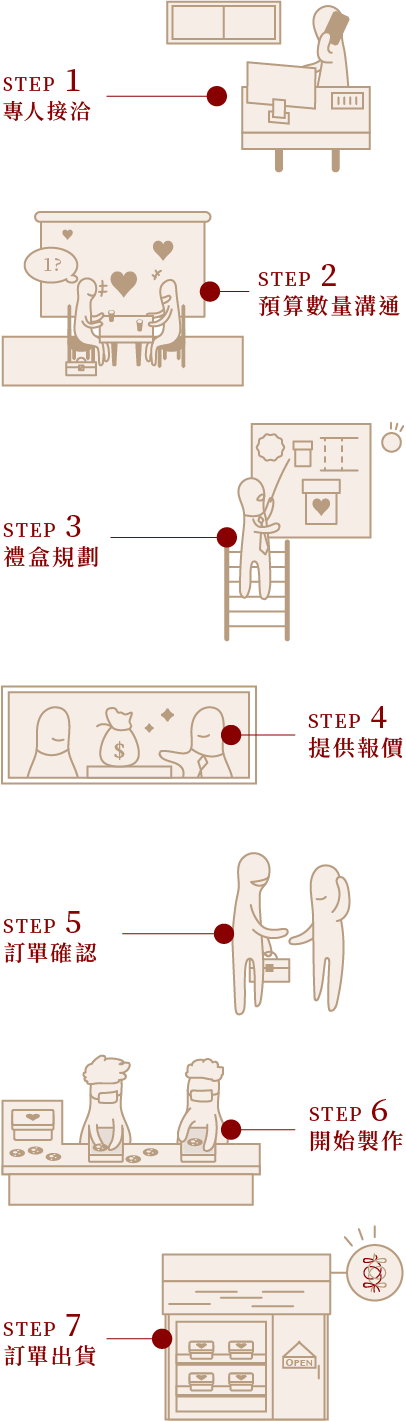 STEP 1
專人接洽
1?
STEP 2
預算數量溝通
STEP 3
禮盒規劃
$
STEP 4
提供報價
STEP 5
訂單確認
STEP 6
開始製作
STEP 7
訂單出貨
OPEN